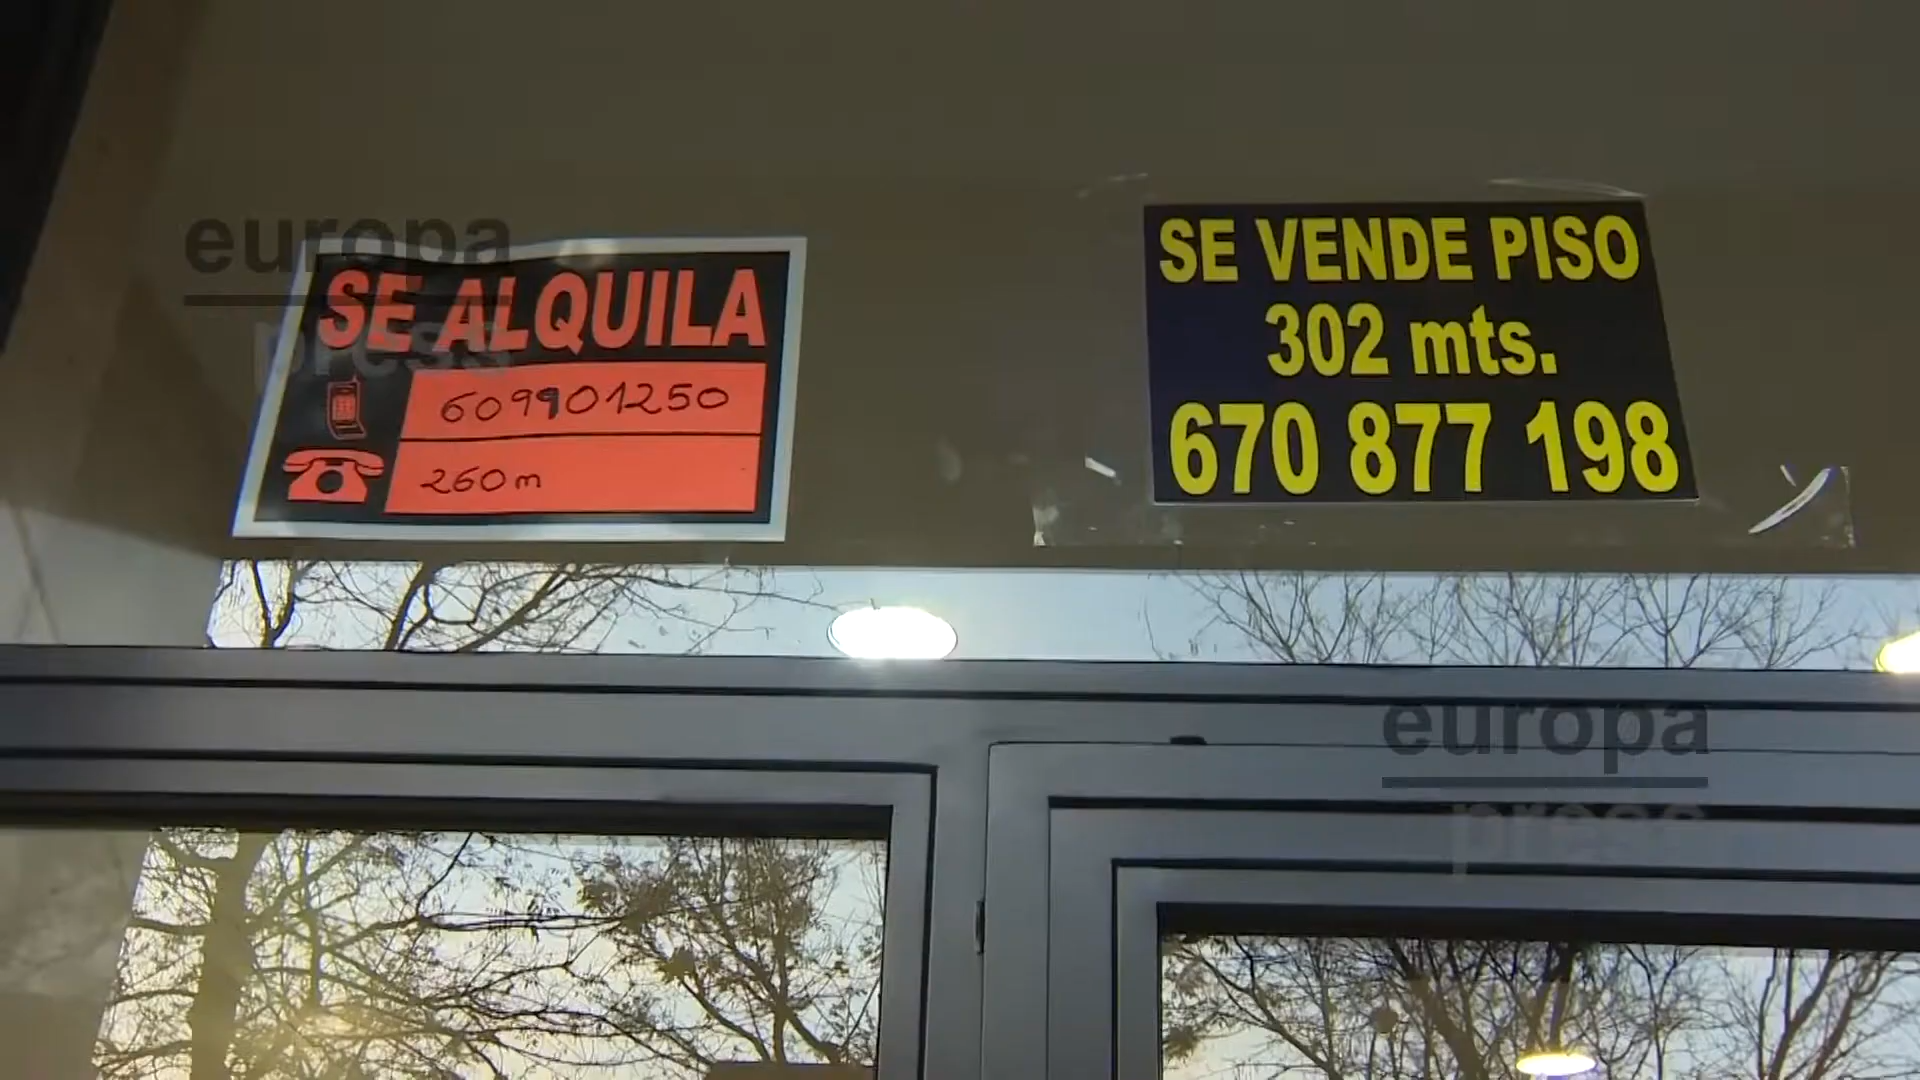 europa
press
SE ALQUILA
609901250
260m
SE VENDE PISO
302 mts.
670 877 198
europa
press